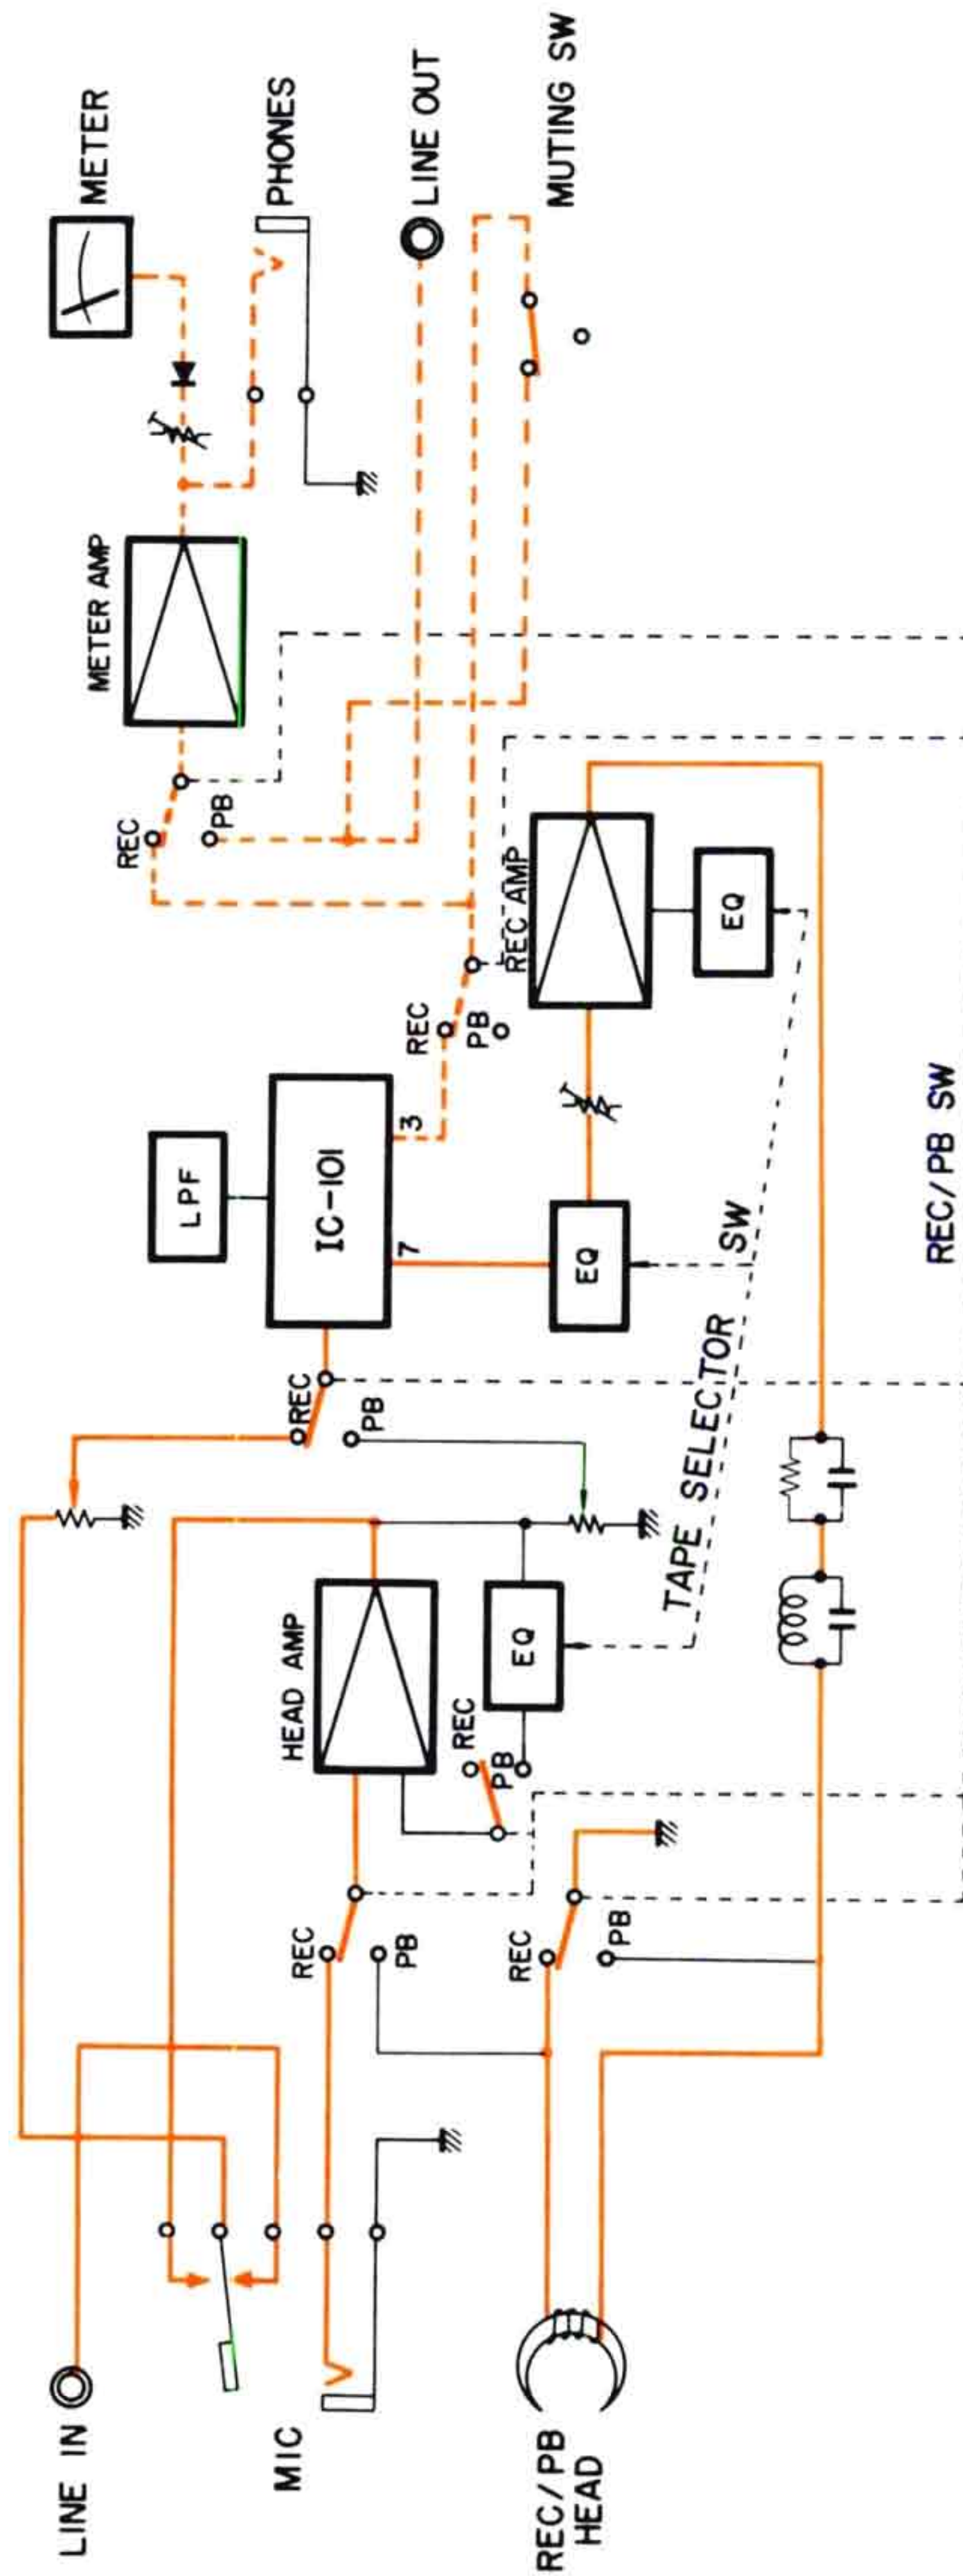 LINE IN
MIC
REC/PB
HEAD
REC
PB
REC
PB
HEAD AMP
REC
PB
EQ
REC
PB
TAPE SELECTOR
SW
LPF
IC-101
7
3
EQ
REC
PB
REC AMP
EQ
REC
PB
METER AMP
METER
PHONES
LINE OUT
MUTING SW
REC/PB SW